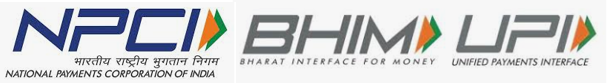 NPCI
भारतीय राष्ट्रीय भुगतान निगम
NATIONAL PAYMENTS CORPORATION OF INDIA
BHIM
BHARAT INTERFACE FOR MONEY
UPI
UNIFIED PAYMENTS INTERFACE